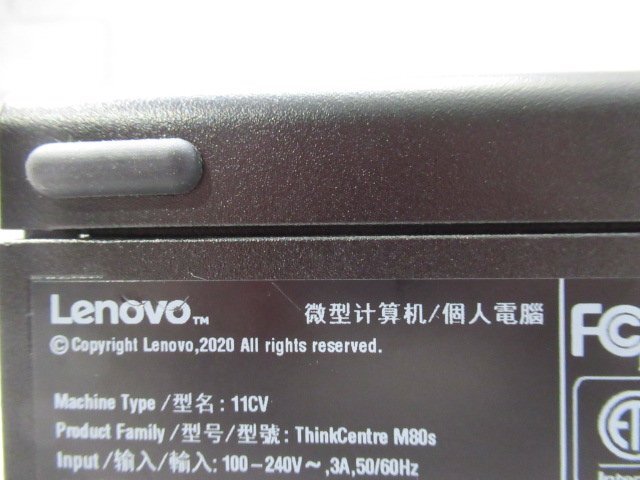 Lenovo™ 微型计算机/個人電腦
© Copyright Lenovo,2020 All rights reserved.
FC
Machine Type /型名: 11CV
Product Family /型号/型號: ThinkCentre M80s
Input /输入/輸入: 100-240V～,3A,50/60Hz